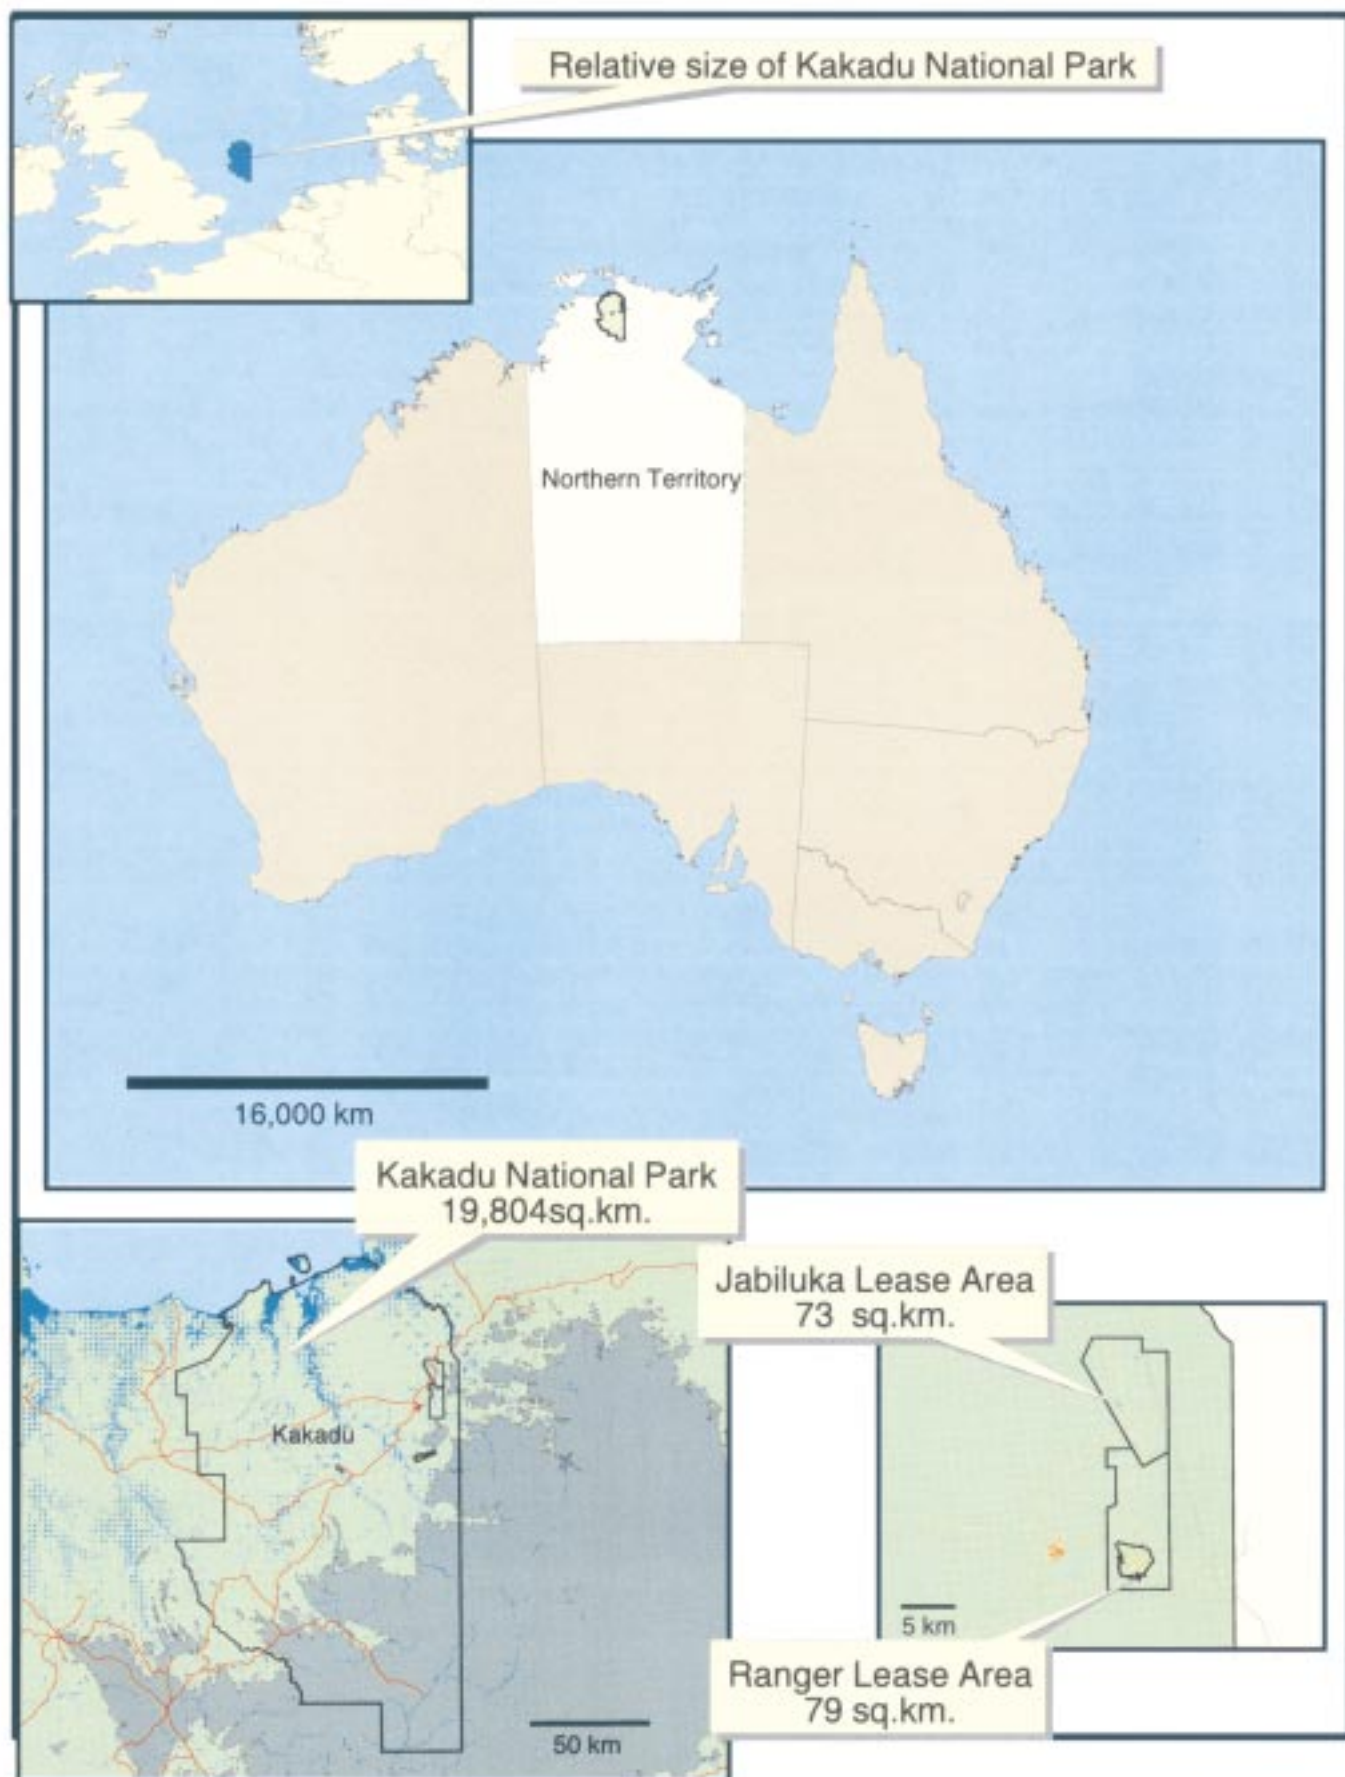 Relative size of Kakadu National Park
Northern Territory
16,000 km
Kakadu National Park
19,804sq.km.
Jabiluka Lease Area
73 sq.km.
Kakadu
5 km
Ranger Lease Area
79 sq.km.
50 km